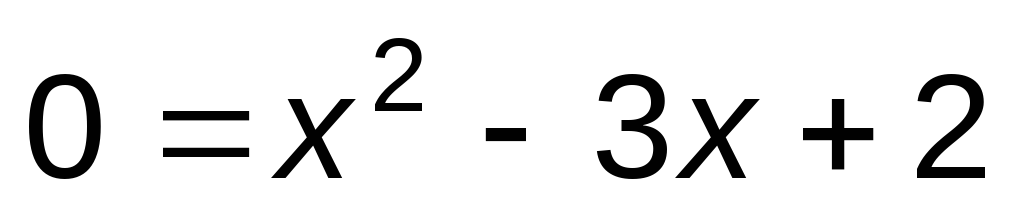 0 = x² - 3x + 2